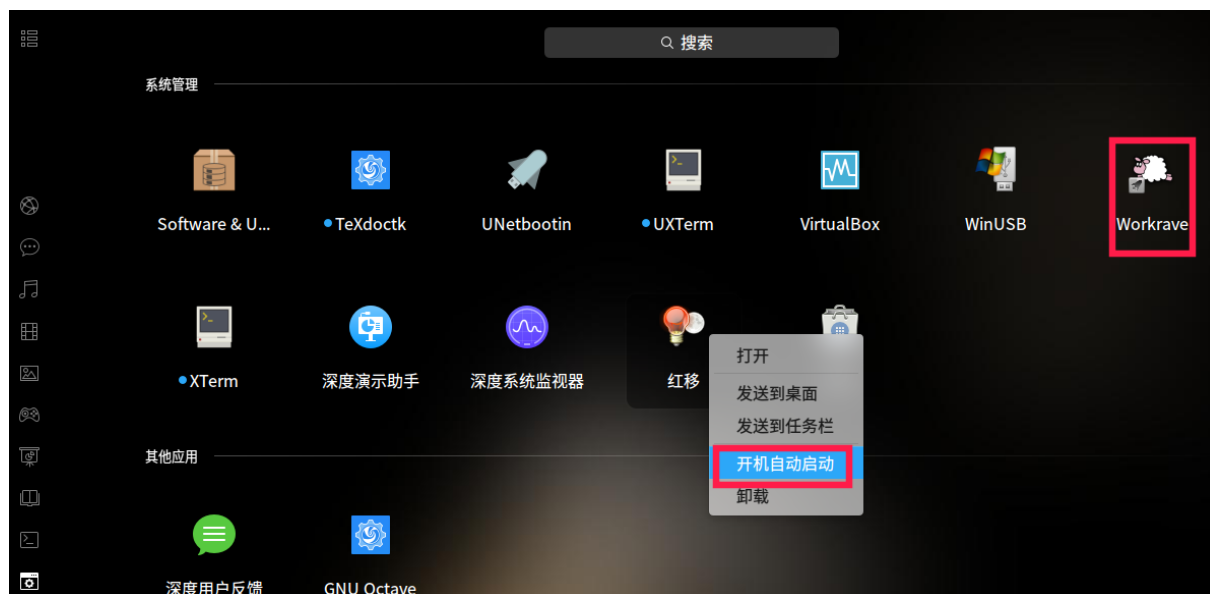 搜索
系统管理
Software & U...
TeXdoctk
UNetbootin
UXTerm
VirtualBox
WinUSB
Workrave
XTerm
深度演示助手
深度系统监视器
红移
打开
发送到桌面
发送到任务栏
开机自动启动
卸载
其他应用
深度用户反馈
GNU Octave